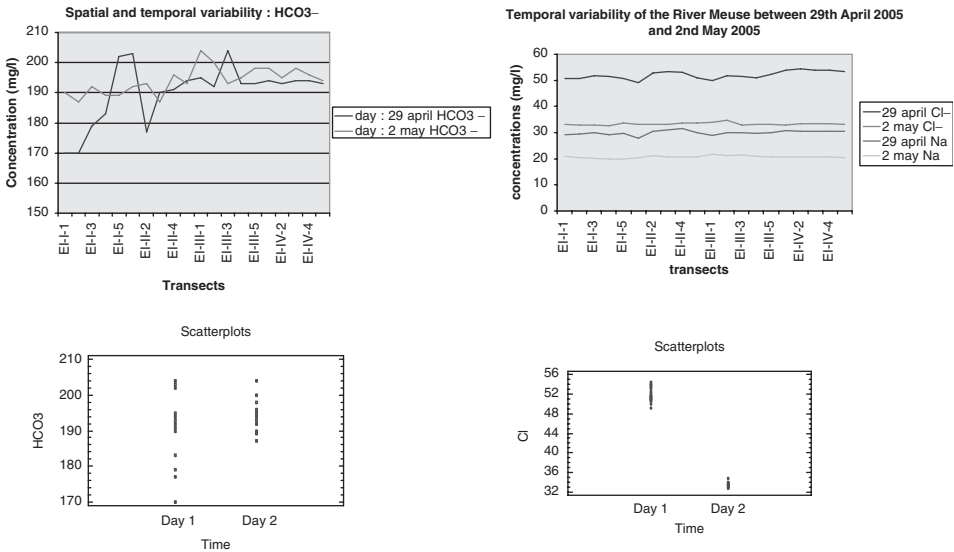 Spatial and temporal variability : HCO3–
210
200
190
180
170
160
150
Concentration (mg/l)
EI-I-1
EI-I-3
EI-I-5
EI-II-2
EI-II-4
EI-III-1
EI-III-3
EI-III-5
EI-IV-2
EI-IV-4
Transects
day : 29 april HCO3 –
day : 2 may HCO3 –
Temporal variability of the River Meuse between 29th April 2005
and 2nd May 2005
60
50
40
30
20
10
0
concentrations (mg/l)
EI-I-1
EI-I-3
EI-I-5
EI-II-2
EI-II-4
EI-III-1
EI-III-3
EI-III-5
EI-IV-2
EI-IV-4
transects
29 april Cl–
2 may Cl–
29 april Na
2 may Na
Scatterplots
210
200
190
180
170
HCO3
Day 1
Day 2
Time
Scatterplots
56
52
48
44
40
36
32
Cl
Day 1
Day 2
Time